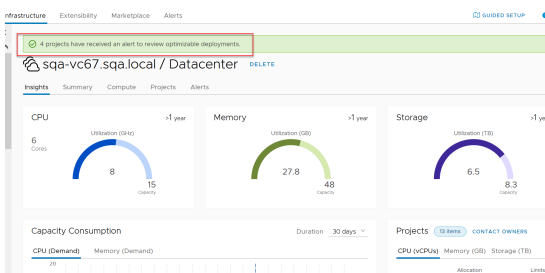 Infrastructure Extensibility Marketplace Alerts GUIDED SETUP
4 projects have received an alert to review optimizable deployments.
sqa-vc67.sqa.local / Datacenter DELETE
Insights Summary Compute Projects Alerts
CPU >1 year
Utilization (GHz)
6
Cores
8
15
Capacity
Memory >1 year
Utilization (GB)
27.8
48
Capacity
Storage >1 ye
Utilization (TB)
6.5
8.3
Capacity
Capacity Consumption Duration 30 days
CPU (Demand) Memory (Demand)
20
Projects 13 items CONTACT OWNERS
CPU (vCPUs) Memory (GB) Storage (TB)
Allocation Limits